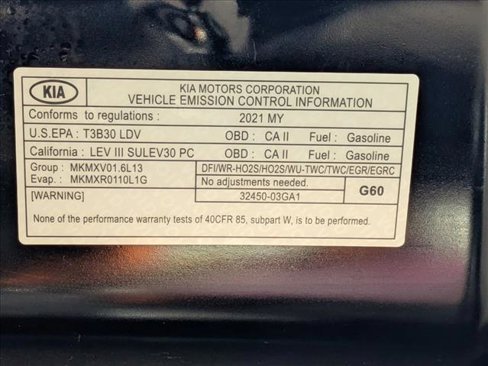 KIA
KIA MOTORS CORPORATION
VEHICLE EMISSION CONTROL INFORMATION
Conforms to regulations : 2021 MY
U.S.EPA : T3B30 LDV OBD : CA II Fuel : Gasoline
California : LEV III SULEV30 PC OBD : CA II Fuel : Gasoline
Group : MKMXV01.6L13 DFI/WR-HO2S/HO2S/WU-TWC/TWC/EGR/EGRC
Evap. : MKMXR0110L1G No adjustments needed. G60
[WARNING] 32450-03GA1
None of the performance warranty tests of 40CFR 85, subpart W, is to be shown.